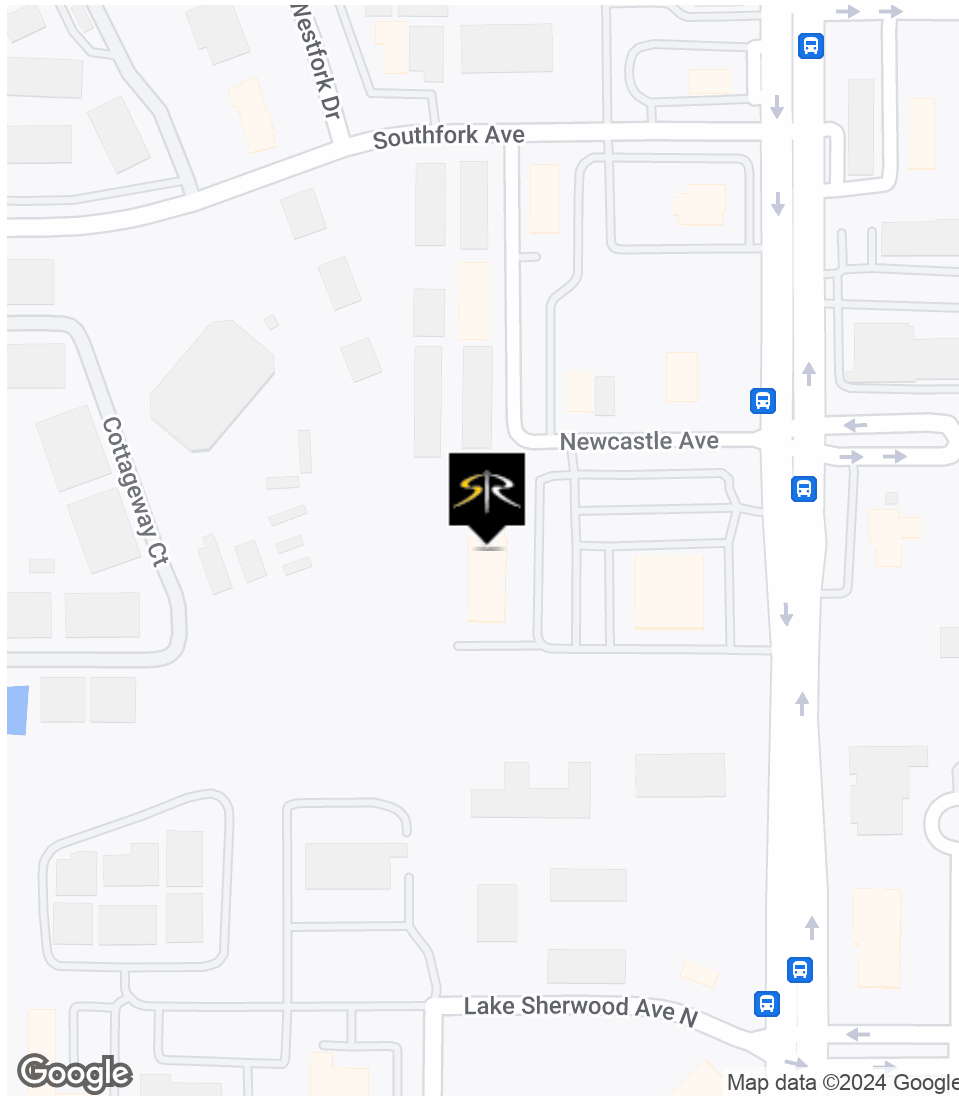 Westfork Dr
Southfork Ave
Newcastle Ave
Cottageway Ct
SR
Lake Sherwood Ave N
Google
Map data ©2024 Google